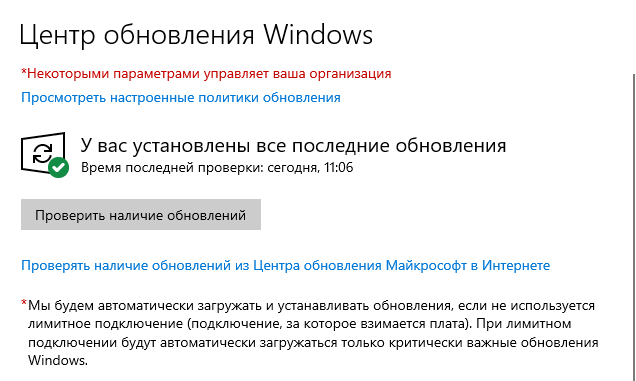 Центр обновления Windows
*Некоторыми параметрами управляет ваша организация
Просмотреть настроенные политики обновления
У вас установлены все последние обновления
Время последней проверки: сегодня, 11:06
Проверить наличие обновлений
Проверять наличие обновлений из Центра обновления Майкрософт в Интернете
*Мы будем автоматически загружать и устанавливать обновления, если не используется
лимитное подключение (подключение, за которое взимается плата). При лимитном
подключении будут автоматически загружаться только критически важные обновления
Windows.